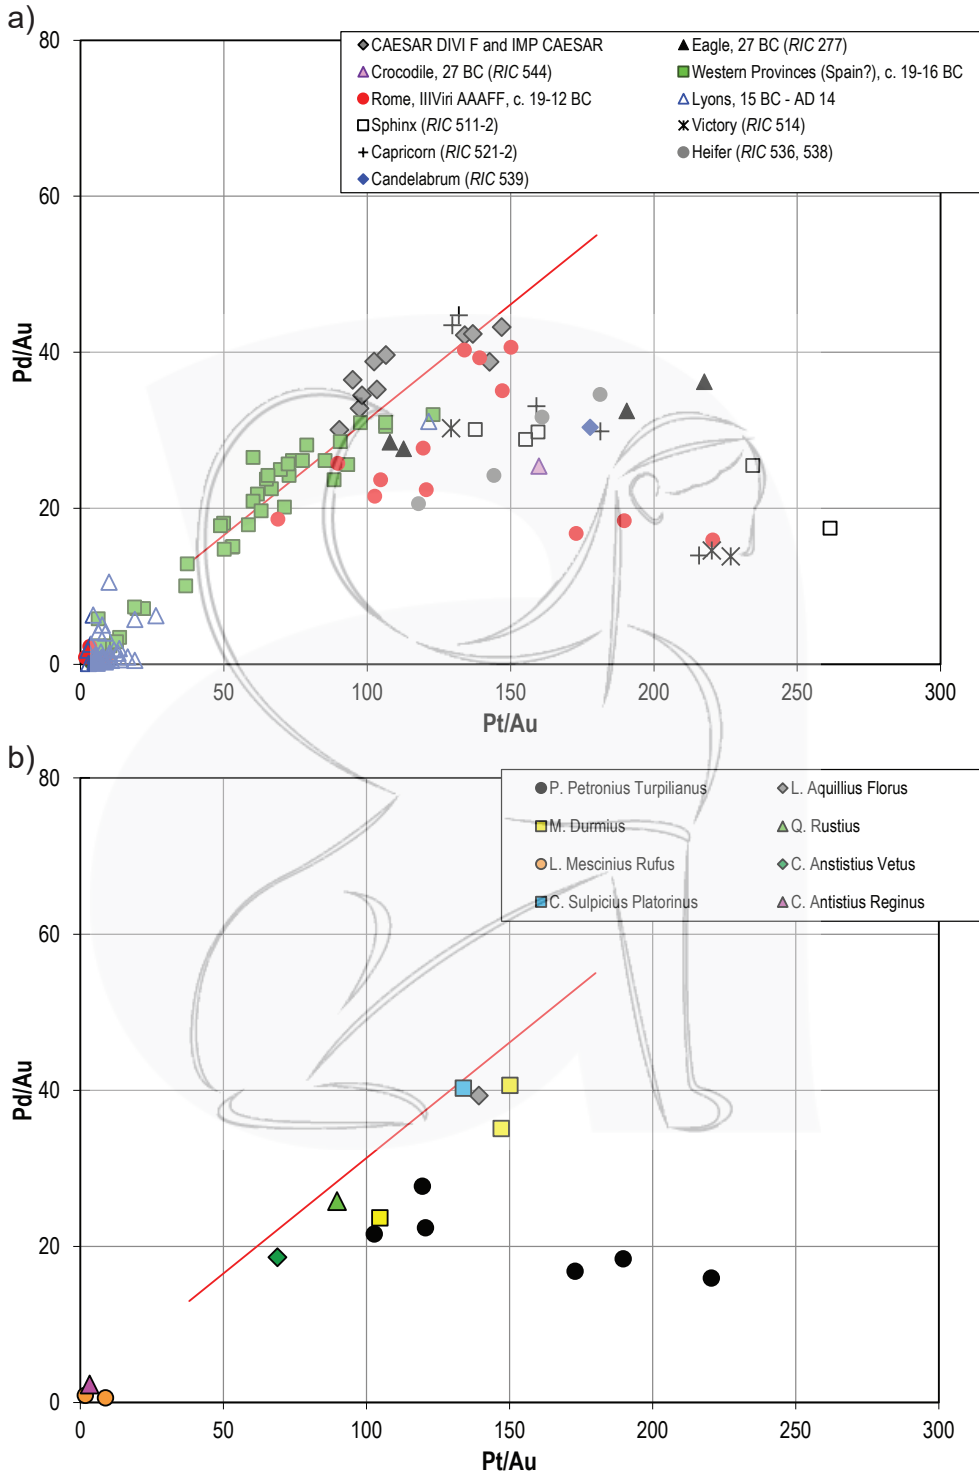 a)
80
60
40
20
0
Pd/Au
CAESAR DIVI F and IMP CAESAR
Eagle, 27 BC (RIC 277)
Crocodile, 27 BC (RIC 544)
Western Provinces (Spain?), c. 19-16 BC
Rome, IIIViri AAAFF, c. 19-12 BC
Lyons, 15 BC - AD 14
Sphinx (RIC 511-2)
Victory (RIC 514)
Capricorn (RIC 521-2)
Heifer (RIC 536, 538)
Candelabrum (RIC 539)
0 50 100 150 200 250 300
Pt/Au
b)
80
60
40
20
0
Pd/Au
P. Petronius Turpilianus
L. Aquillius Florus
M. Durmius
Q. Rustius
L. Mescinius Rufus
C. Anstistius Vetus
C. Sulpicius Platorinus
C. Antistius Reginus
0 50 100 150 200 250 300
Pt/Au